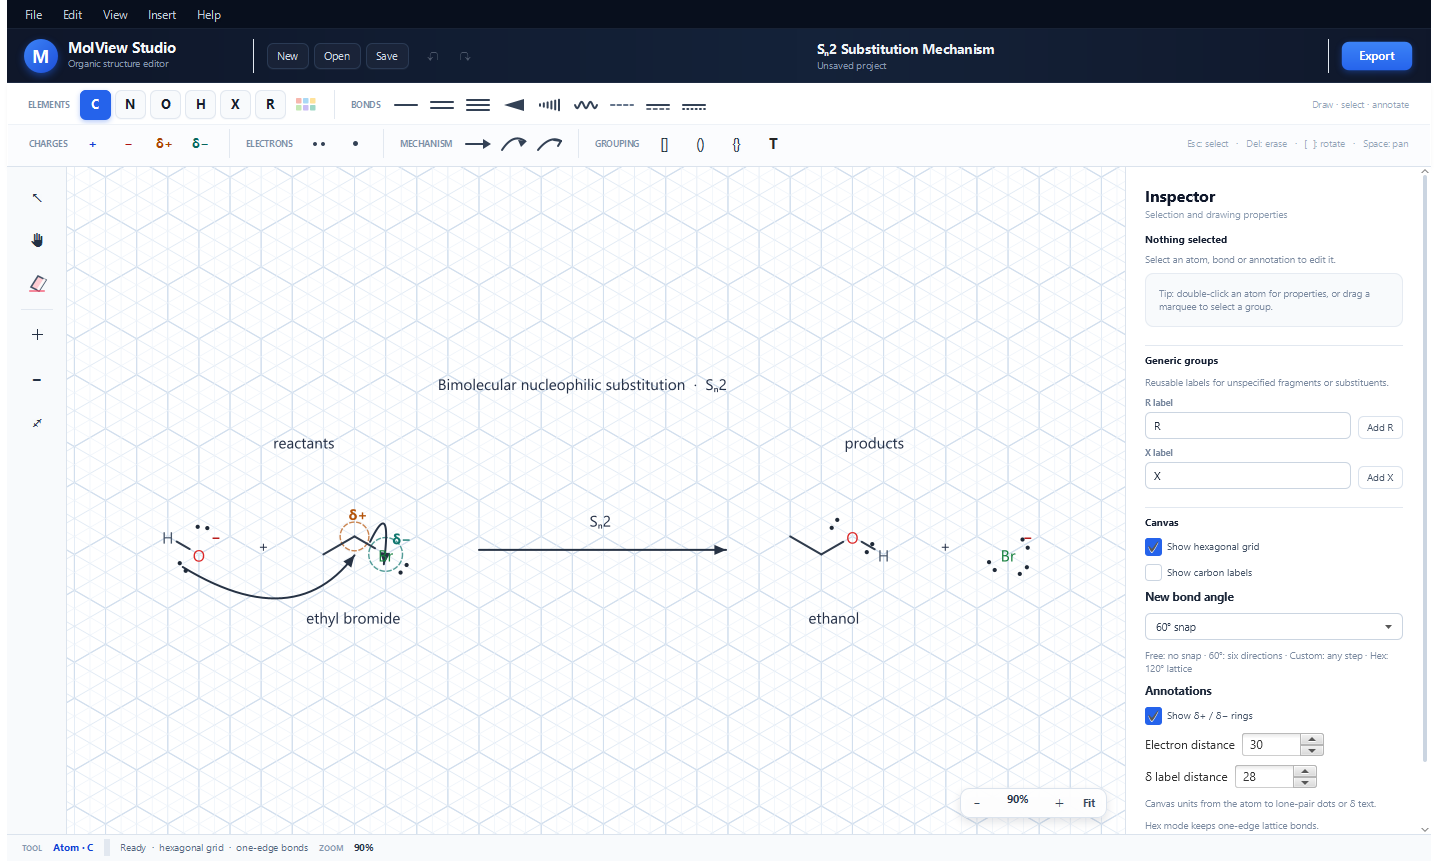 File Edit View Insert Help
M MolView Studio
Organic structure editor
New Open Save
Sₙ2 Substitution Mechanism
Unsaved project
Export
ELEMENTS C N O H X R BONDS Draw · select · annotate
CHARGES + − δ+ δ− ELECTRONS MECHANISM GROUPING [] () {} T Esc: select · Del: erase · [ ]: rotate · Space: pan
Bimolecular nucleophilic substitution · Sₙ2
reactants products
H O − + δ+ δ− Br Sₙ2 O H + Br −
ethyl bromide ethanol
− 90% + Fit
Inspector
Selection and drawing properties
Nothing selected
Select an atom, bond or annotation to edit it.
Tip: double-click an atom for properties, or drag a
marquee to select a group.
Generic groups
Reusable labels for unspecified fragments or substituents.
R label
R Add R
X label
X Add X
Canvas
Show hexagonal grid
Show carbon labels
New bond angle
60° snap
Free: no snap · 60°: six directions · Custom: any step · Hex:
120° lattice
Annotations
Show δ+ / δ− rings
Electron distance 30
δ label distance 28
Canvas units from the atom to lone-pair dots or δ text.
Hex mode keeps one-edge lattice bonds.
TOOL Atom · C Ready · hexagonal grid · one-edge bonds ZOOM 90%